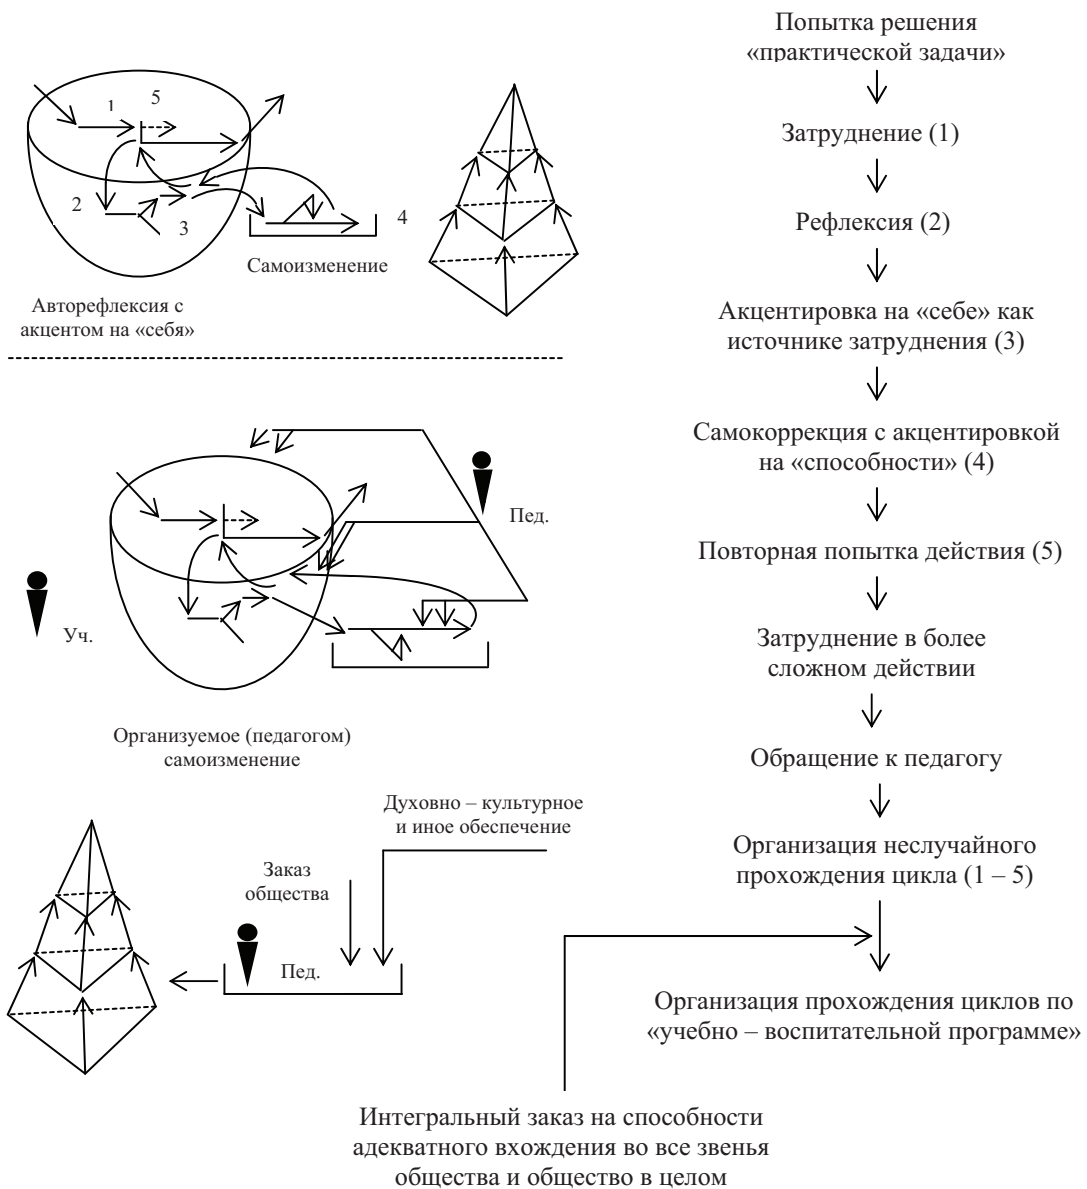 Попытка решения
«практической задачи»
Затруднение (1)
Рефлексия (2)
Акцентировка на «себе» как
источнике затруднения (3)
Самокоррекция с акцентировкой
на «способности» (4)
Повторная попытка действия (5)
Затруднение в более
сложном действии
Обращение к педагогу
Организация неслучайного
прохождения цикла (1 – 5)
Организация прохождения циклов по
«учебно – воспитательной программе»
1
5
2
3
4
Самоизменение
Авторефлексия с
акцентом на «себя»
Пед.
Уч.
Организуемое (педагогом)
самоизменение
Духовно – культурное
и иное обеспечение
Заказ
общества
Пед.
Интегральный заказ на способности
адекватного вхождения во все звенья
общества и общество в целом